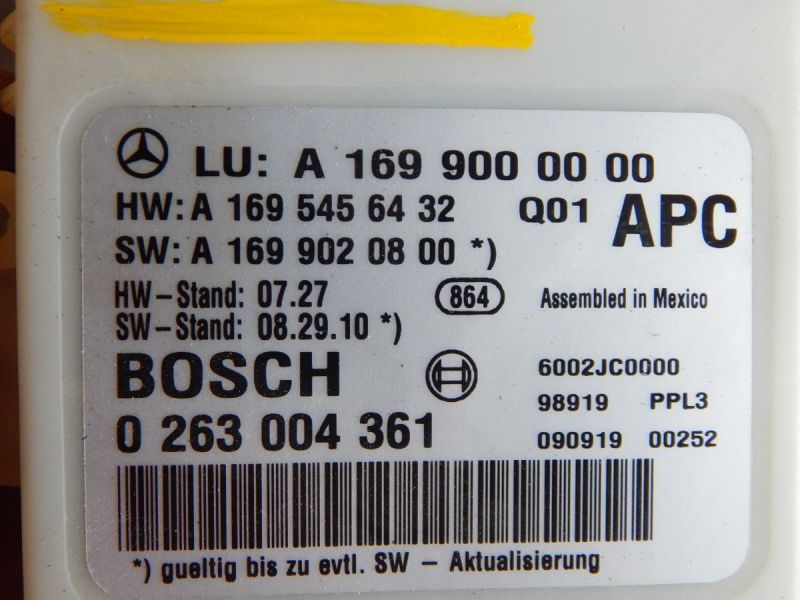 LU: A 169 900 00 00
HW: A 169 545 64 32 Q01 APC
SW: A 169 902 08 00 *)
HW-Stand: 07.27 864 Assembled in Mexico
SW-Stand: 08.29.10 *)
BOSCH 6002JC0000
98919 PPL3
0 263 004 361 090919 00252
*) gueltig bis zu evtl. SW - Aktualisierung